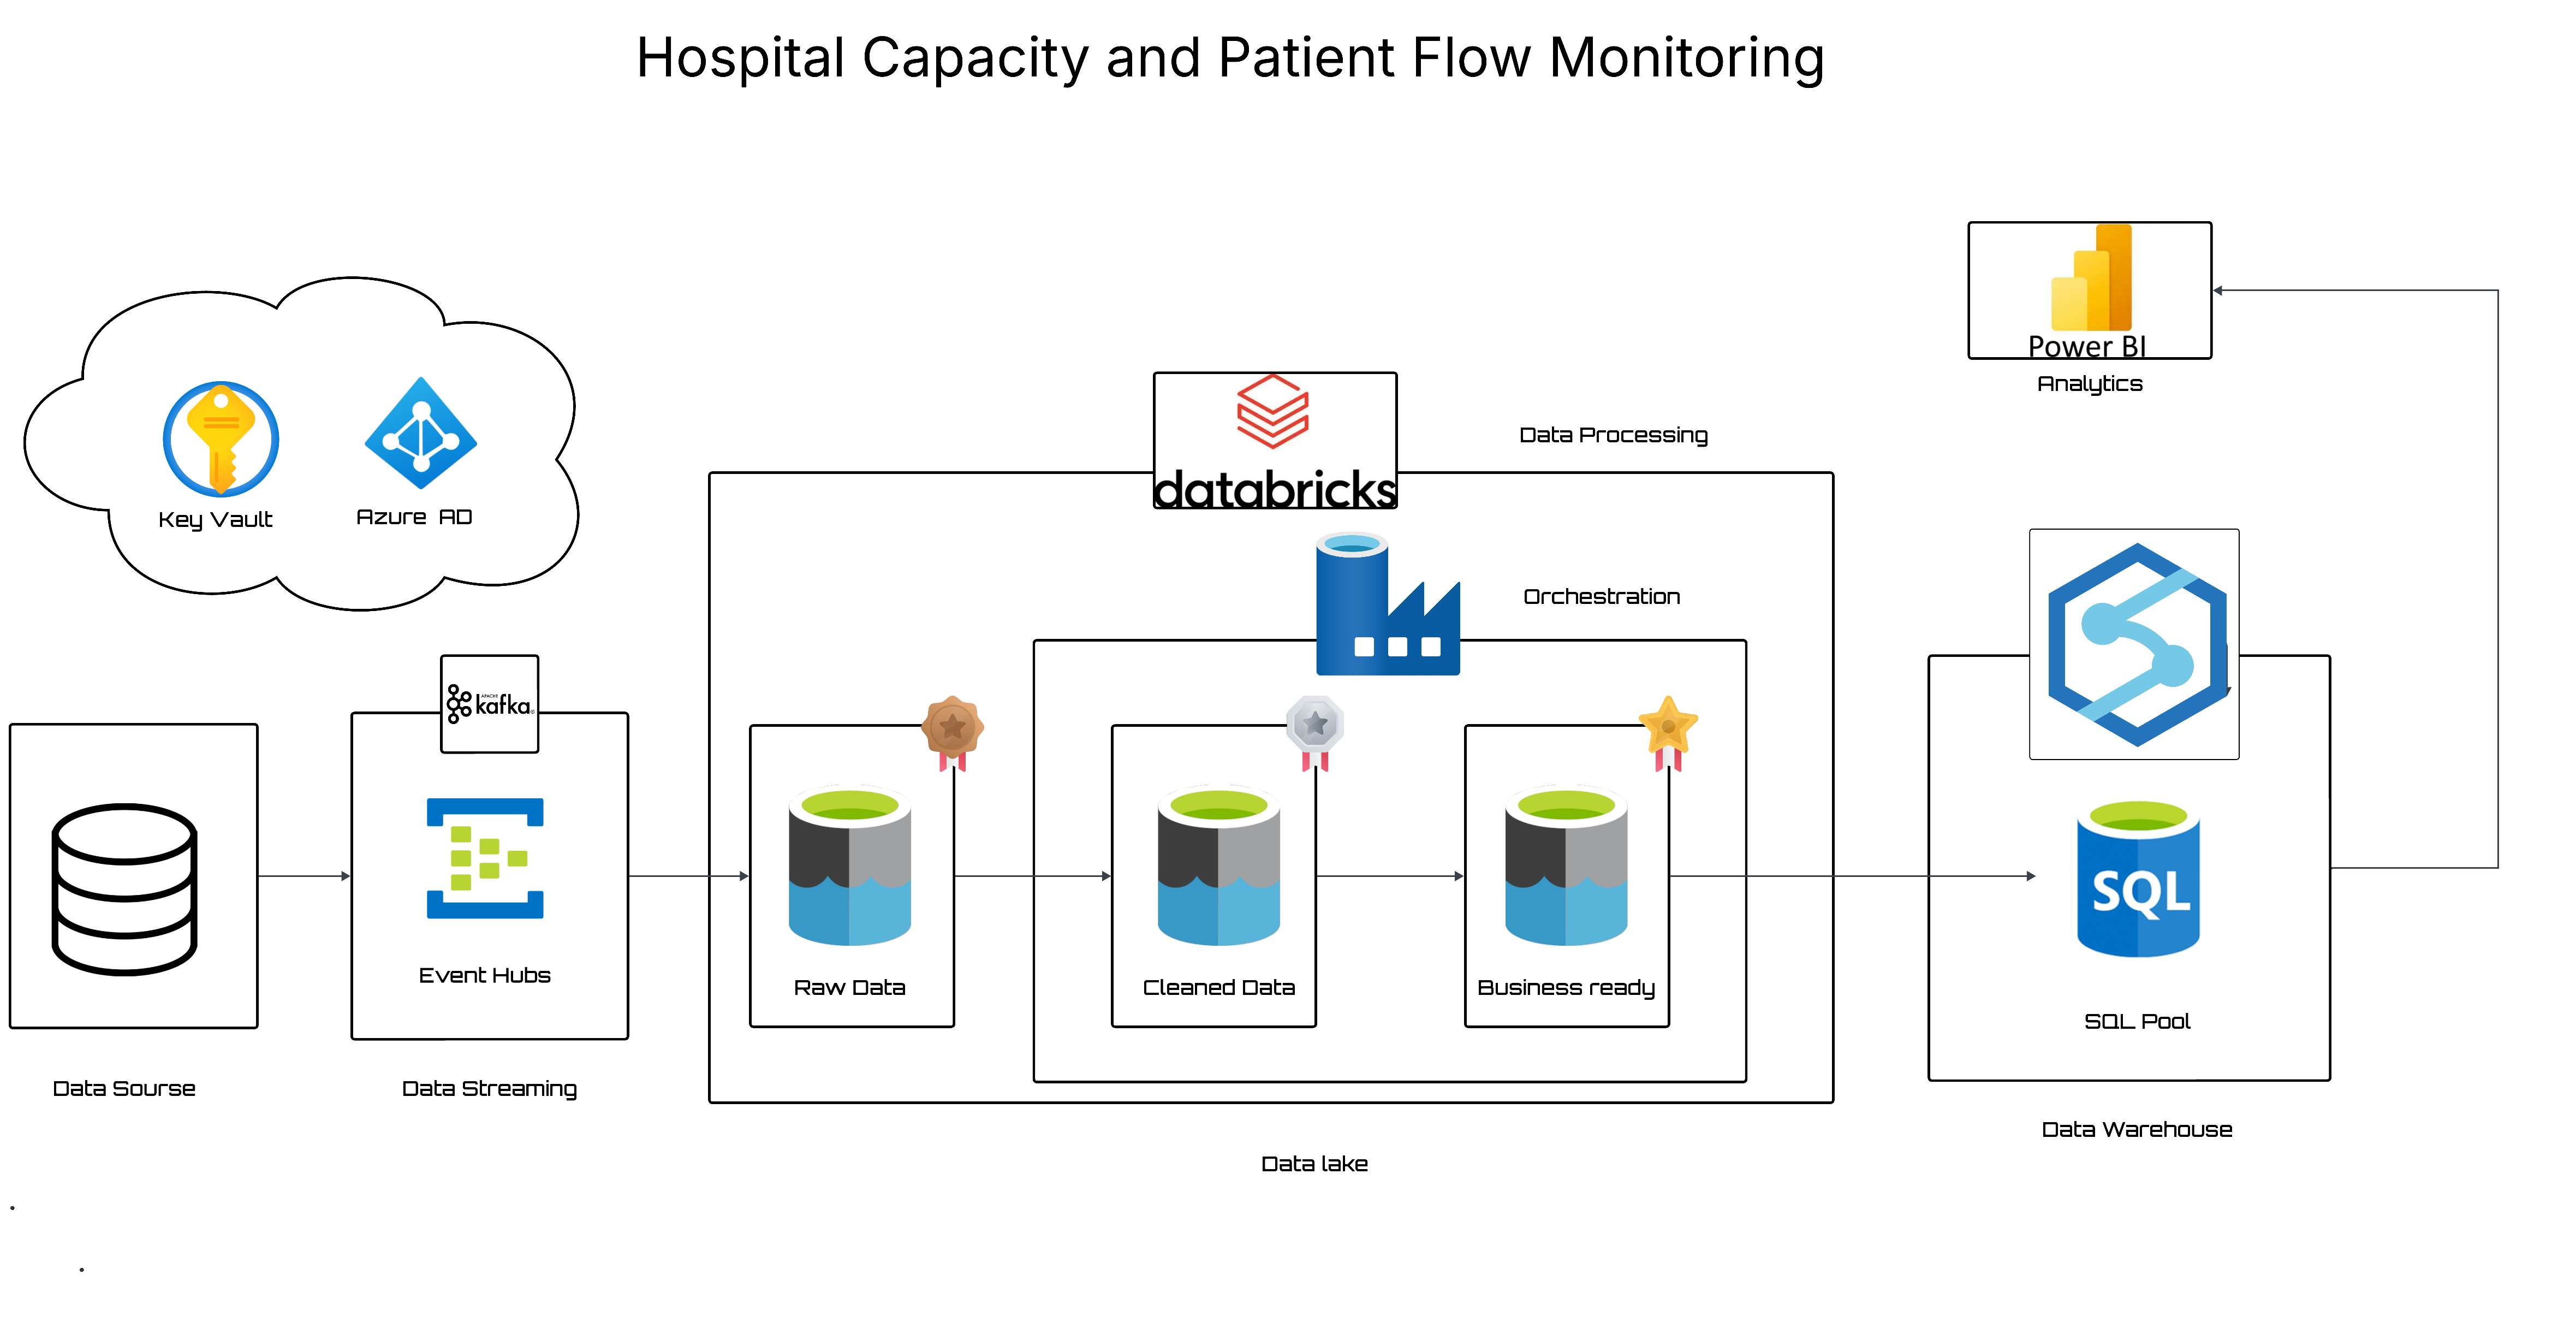 Hospital Capacity and Patient Flow Monitoring
Power BI
Analytics
databricks
Data Processing
Key Vault
Azure AD
Orchestration
APACHE
kafka
Event Hubs
Raw Data
Cleaned Data
Business ready
SQL
SQL Pool
Data Sourse
Data Streaming
Data Warehouse
Data lake